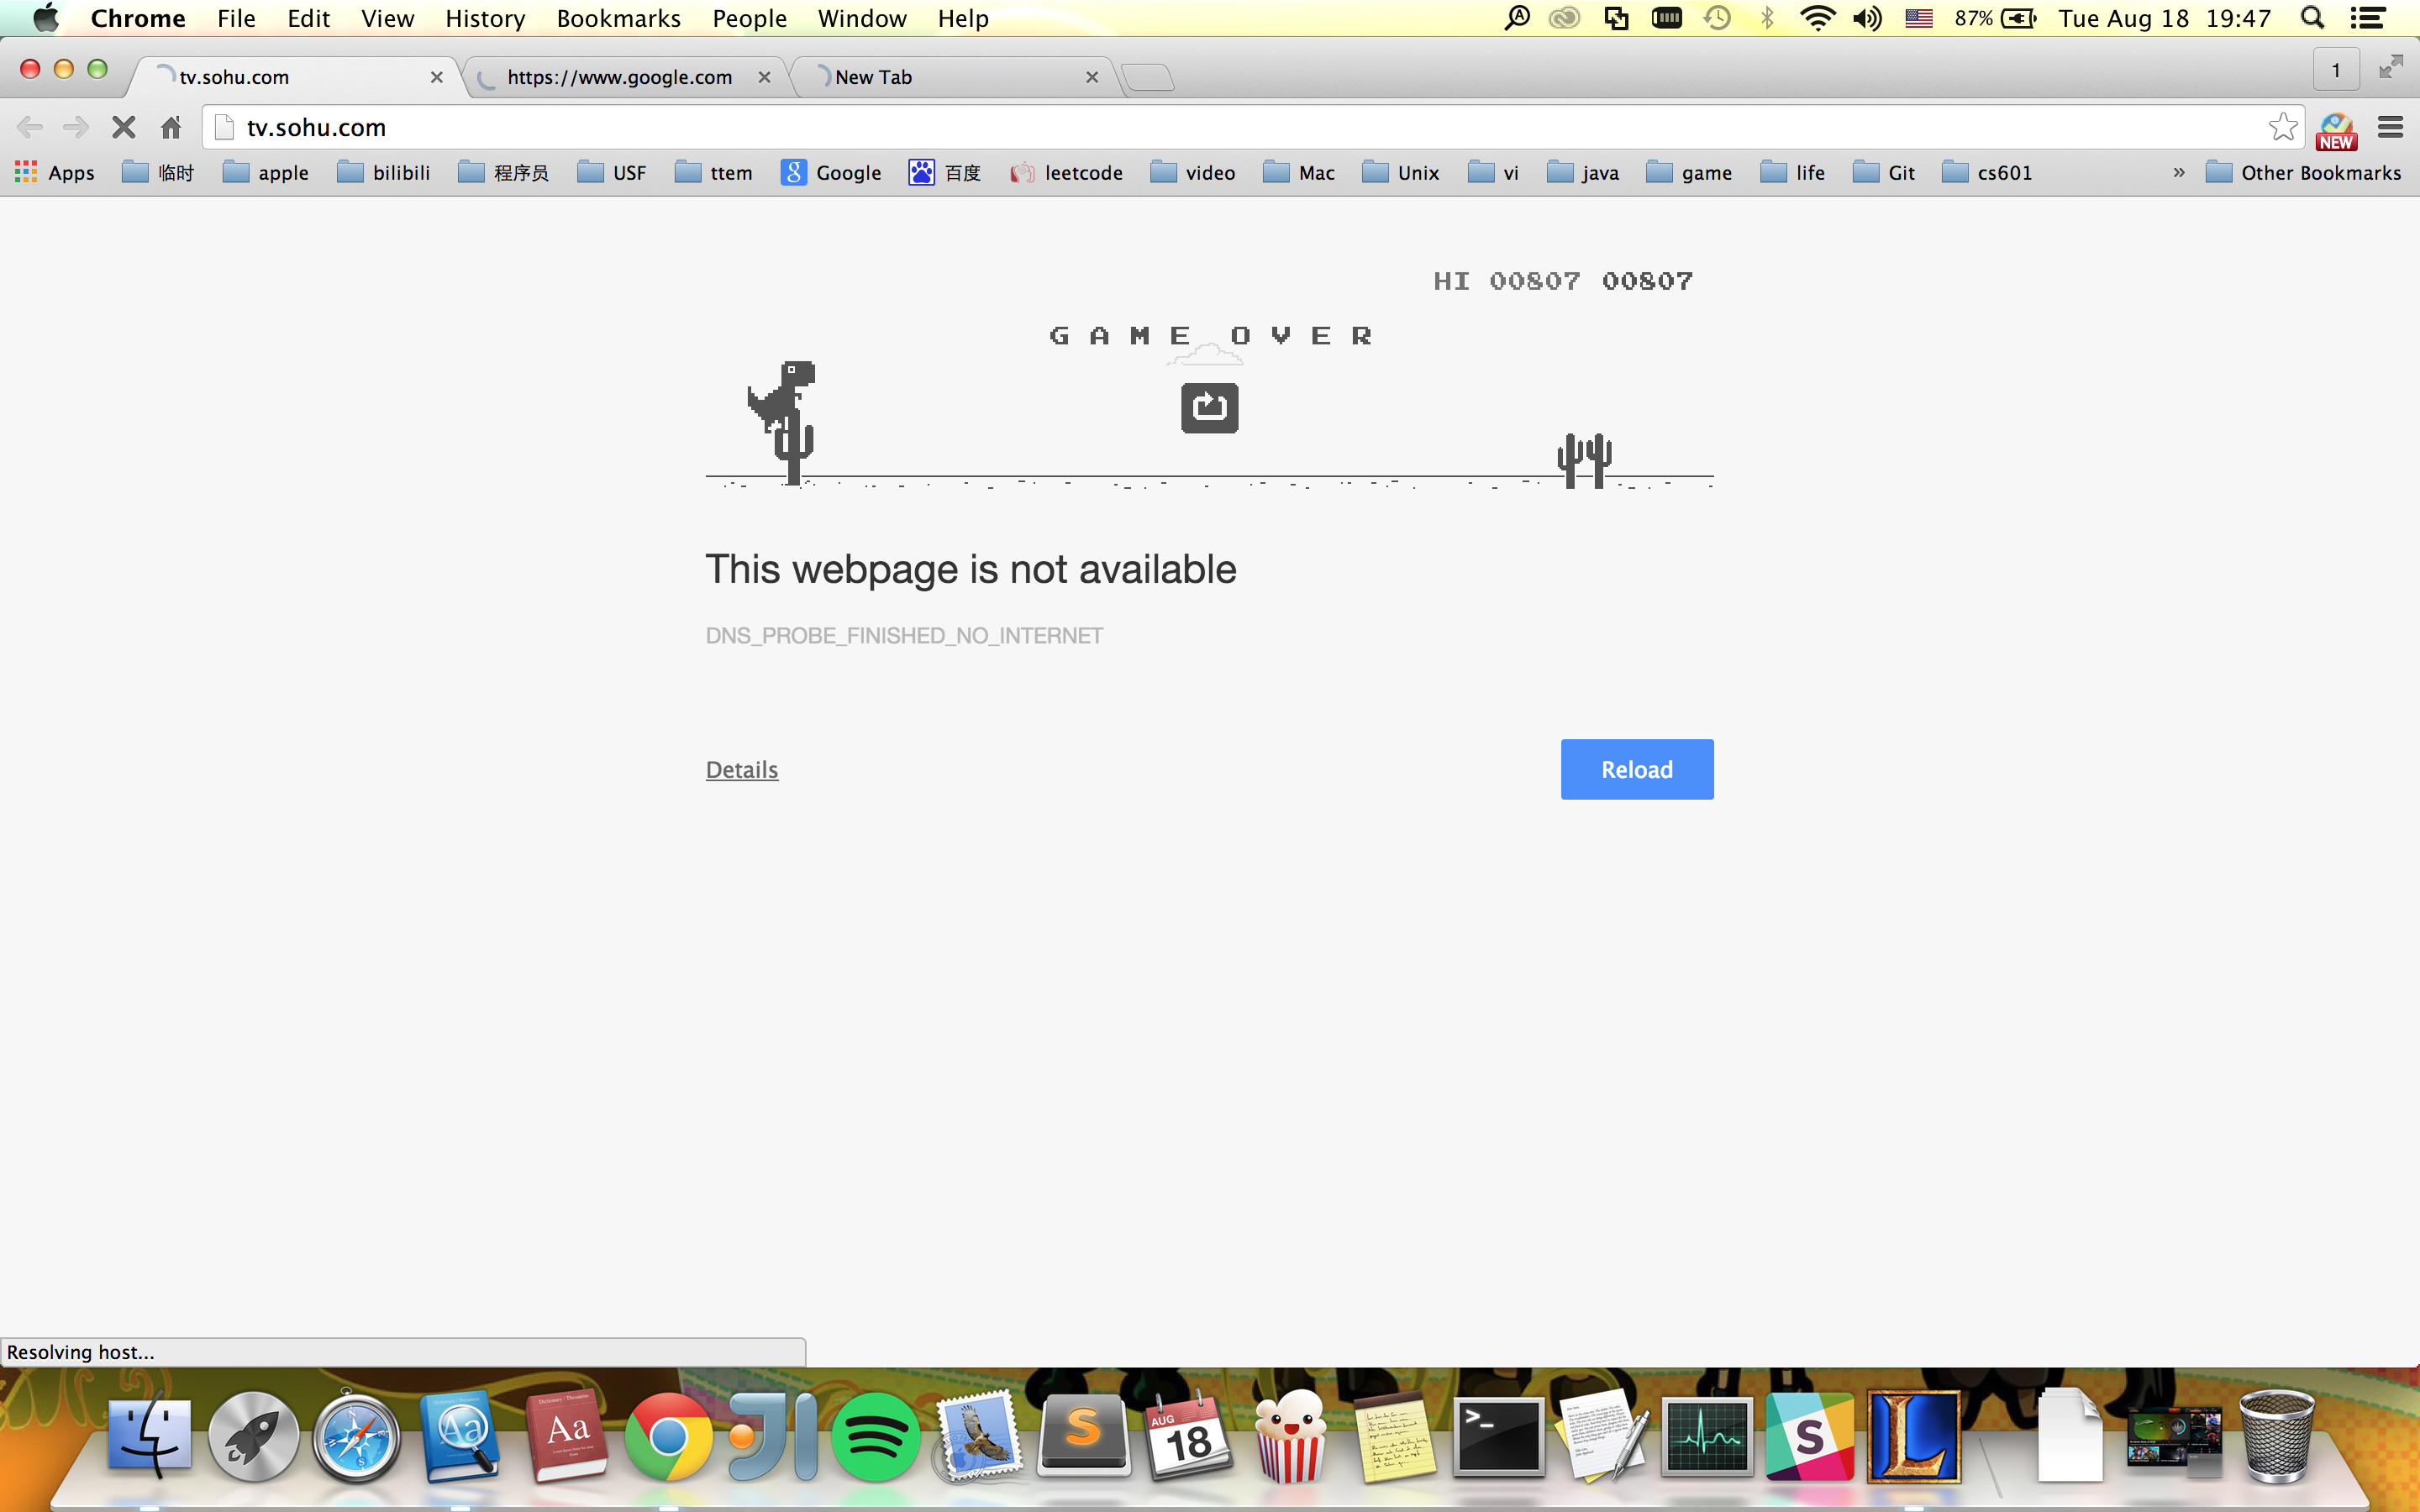 Chrome File Edit View History Bookmarks People Window Help 87% Tue Aug 18 19:47
tv.sohu.com https://www.google.com New Tab 1
tv.sohu.com NEW
Apps 临时 apple bilibili 程序员 USF ttem Google 百度 leetcode video Mac Unix vi java game life Git cs601 » Other Bookmarks
HI 00807 00807
GAME OVER
This webpage is not available
DNS_PROBE_FINISHED_NO_INTERNET
Details Reload
Resolving host...
AUG
18